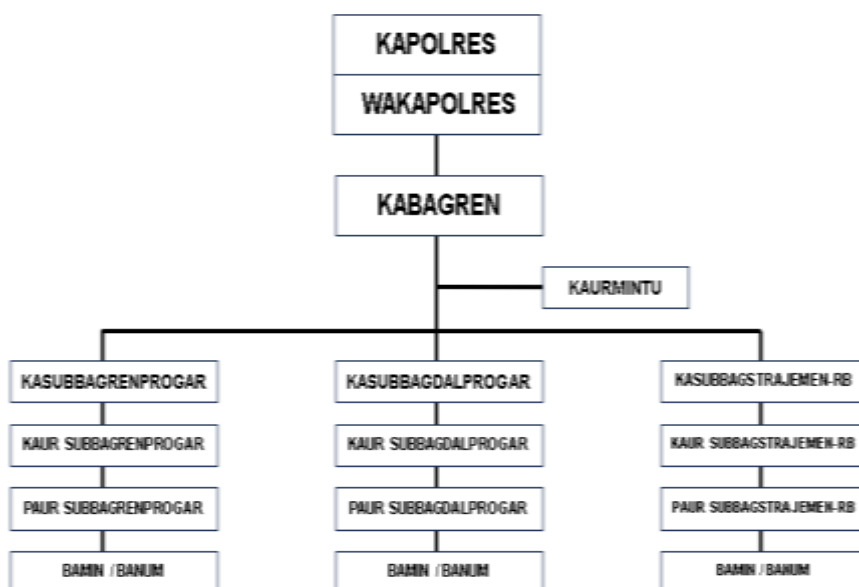 KAPOLRES
WAKAPOLRES
KABAGREN
KAURMINTU
KASUBBAGRENPROGAR
KASUBBAGDALPROGAR
KASUBBAGSTRAJEMEN-RB
KAUR SUBBAGRENPROGAR
KAUR SUBBAGDALPROGAR
KAUR SUBBAGSTRAJEMEN-RB
PAUR SUBBAGRENPROGAR
PAUR SUBBAGDALPROGAR
PAUR SUBBAGSTRAJEMEN-RB
BAMIN / BANUM
BAMIN / BANUM
BAMIN / BANUM